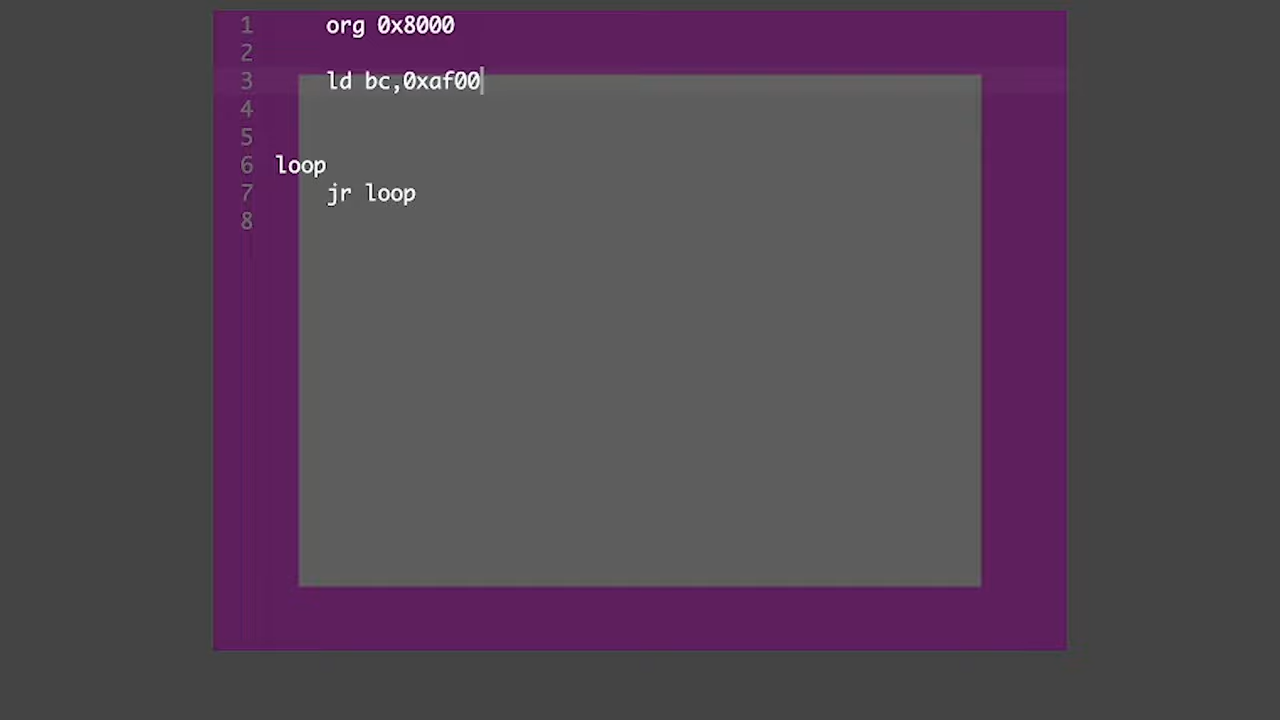 1 org 0x8000
2
3 ld bc,0xaf00
4
5
6 loop
7 jr loop
8